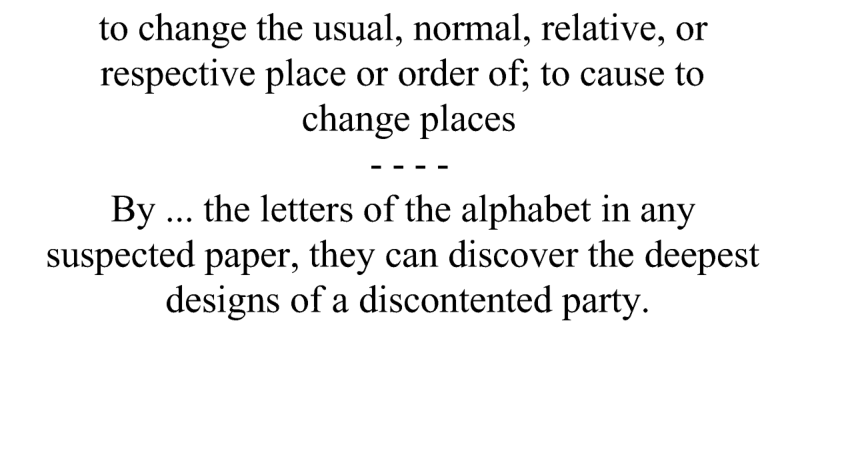 to change the usual, normal, relative, or
respective place or order of; to cause to
change places
- - - -
By ... the letters of the alphabet in any
suspected paper, they can discover the deepest
designs of a discontented party.